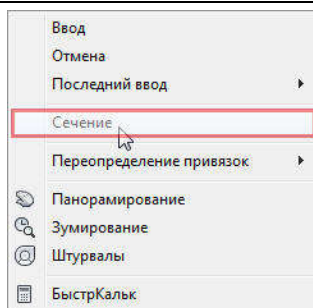 Ввод
Отмена
Последний ввод
Сечение
Переопределение привязок
Панорамирование
Зумирование
Штурвалы
БыстрКальк